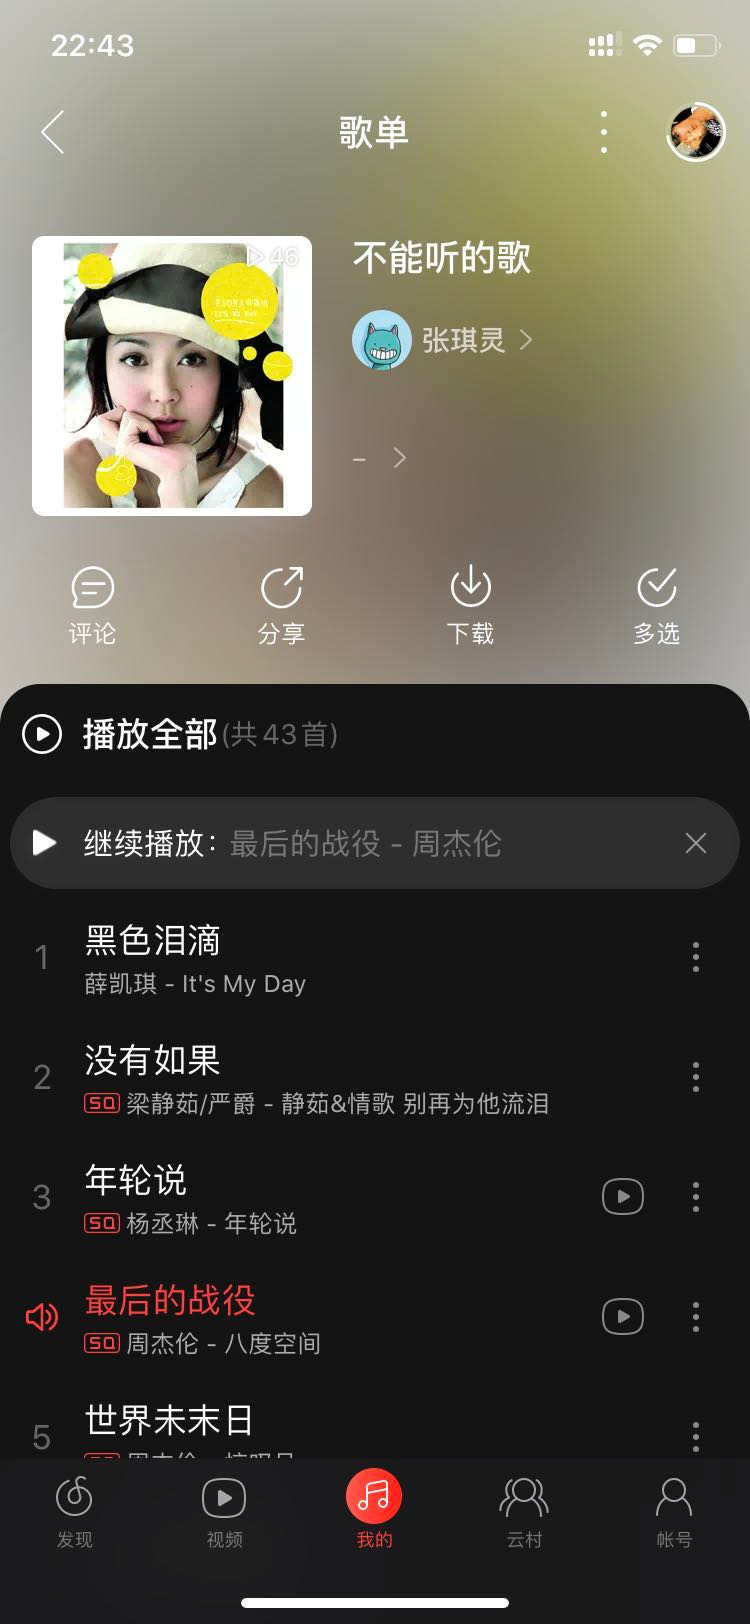 22:43
歌单
46
FIONA 薛凱琪
IT'S MY DAY
不能听的歌
张琪灵
-
评论
分享
下载
多选
播放全部(共43首)
继续播放：最后的战役 - 周杰伦
1
黑色泪滴
薛凯琪 - It's My Day
2
没有如果
SQ 梁静茹/严爵 - 静茹&情歌 别再为他流泪
3
年轮说
SQ 杨丞琳 - 年轮说
最后的战役
SQ 周杰伦 - 八度空间
5
世界未末日
发现
视频
我的
云村
帐号